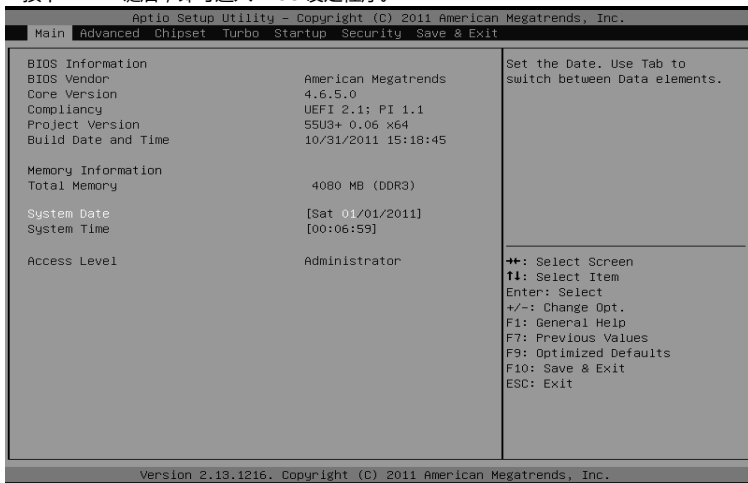 Aptio Setup Utility – Copyright (C) 2011 American Megatrends, Inc.
Main Advanced Chipset Turbo Startup Security Save & Exit
BIOS Information
BIOS Vendor American Megatrends
Core Version 4.6.5.0
Compliancy UEFI 2.1; PI 1.1
Project Version 55U3+ 0.06 x64
Build Date and Time 10/31/2011 15:18:45
Memory Information
Total Memory 4080 MB (DDR3)
System Date [Sat 01/01/2011]
System Time [00:06:59]
Access Level Administrator
Set the Date. Use Tab to
switch between Data elements.
→←: Select Screen
↑↓: Select Item
Enter: Select
+/-: Change Opt.
F1: General Help
F7: Previous Values
F9: Optimized Defaults
F10: Save & Exit
ESC: Exit
Version 2.13.1216. Copyright (C) 2011 American Megatrends, Inc.